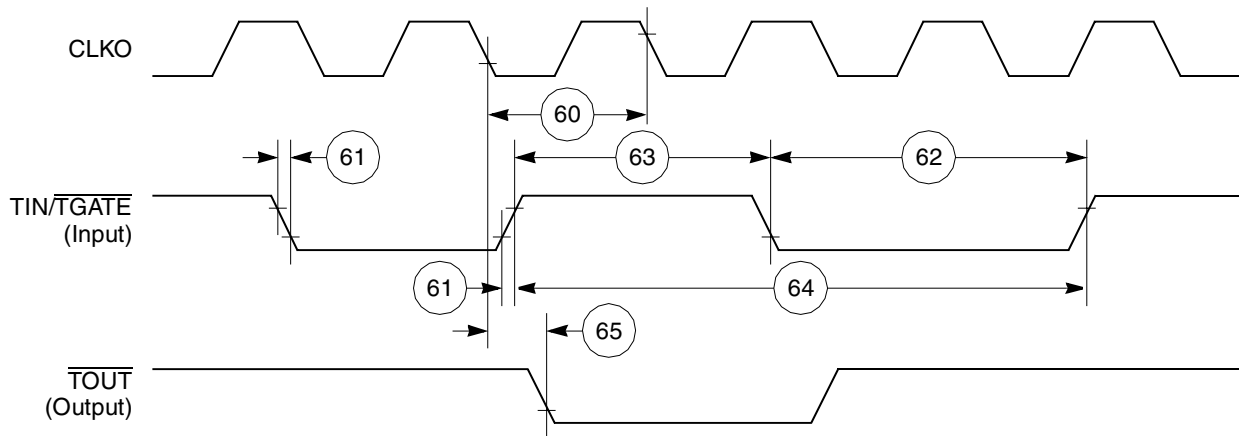 CLKO
60
61
63
62
TIN/TGATE
(Input)
61
64
65
TOUT
(Output)